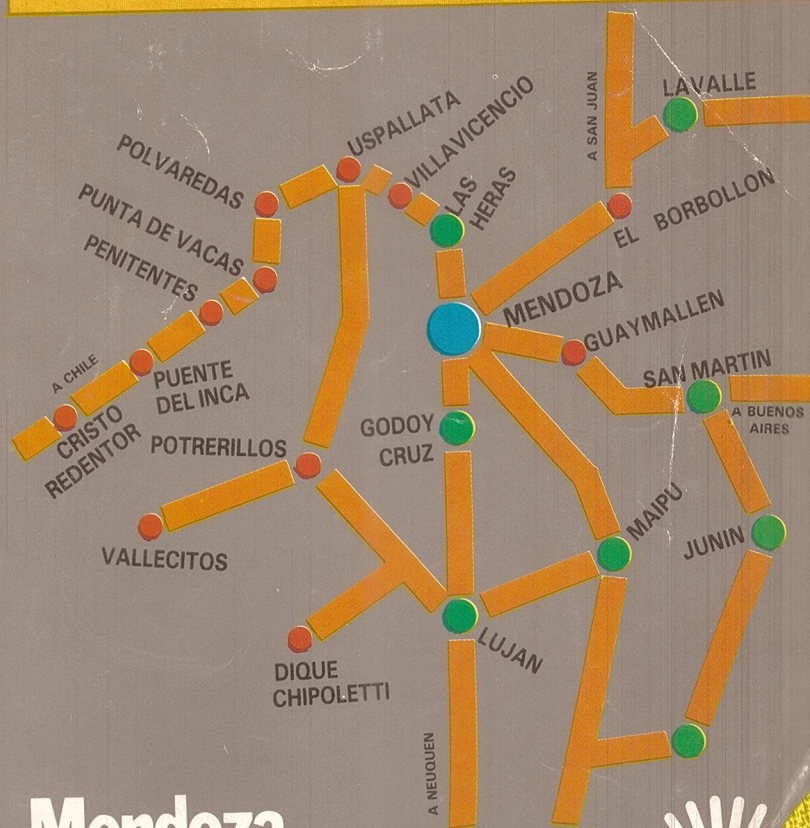 A SAN JUAN
LAVALLE
USPALLATA
VILLAVICENCIO
POLVAREDAS
LAS
HERAS
PUNTA DE VACAS
EL BORBOLLON
PENITENTES
MENDOZA
GUAYMALLEN
A CHILE
PUENTE
DEL INCA
SAN MARTIN
A BUENOS
AIRES
CRISTO
REDENTOR
GODOY
CRUZ
POTRERILLOS
MAIPU
JUNIN
VALLECITOS
LUJAN
DIQUE
CHIPOLETTI
A NEUQUEN
Mendoza